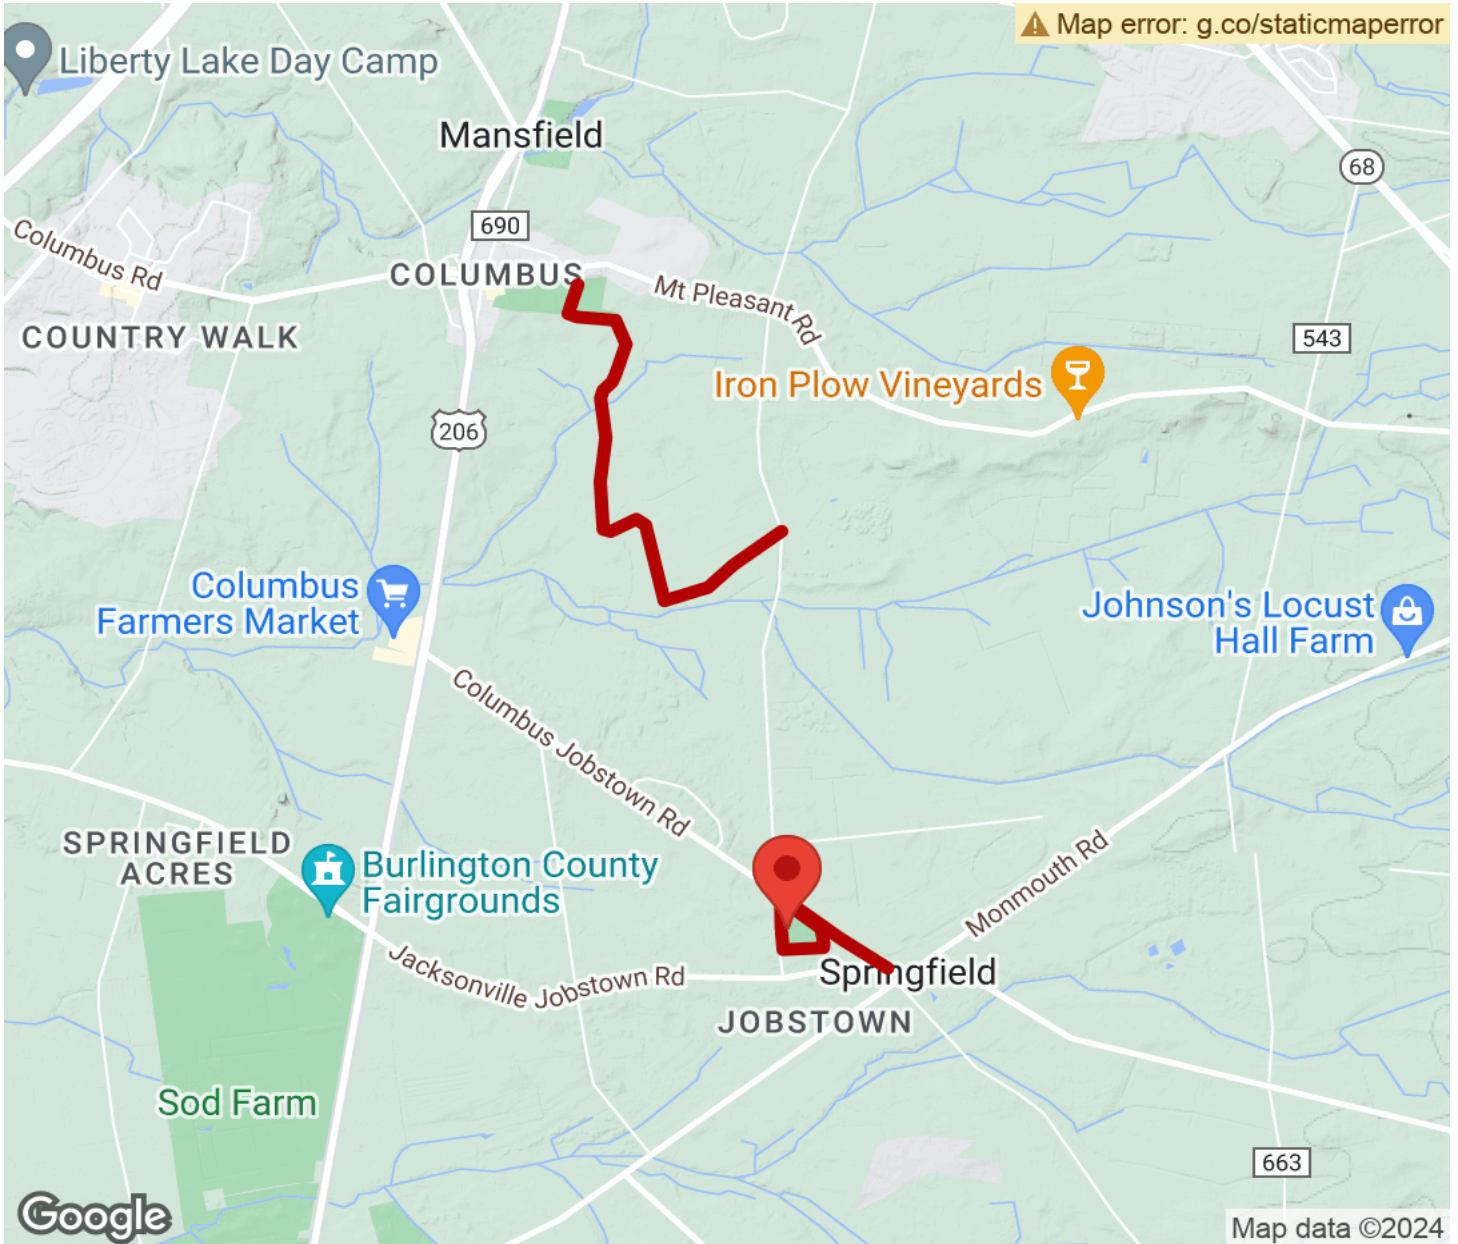 Map error: g.co/staticmaperror
Liberty Lake Day Camp
Mansfield
68
690
Columbus Rd
COLUMBUS
Mt Pleasant Rd
COUNTRY WALK
543
Iron Plow Vineyards
206
Columbus
Farmers Market
Johnson's Locust
Hall Farm
Columbus Jobstown Rd
SPRINGFIELD
ACRES
Burlington County
Fairgrounds
Monmouth Rd
Jacksonville Jobstown Rd
Springfield
JOBSTOWN
Sod Farm
663
Google
Map data ©2024